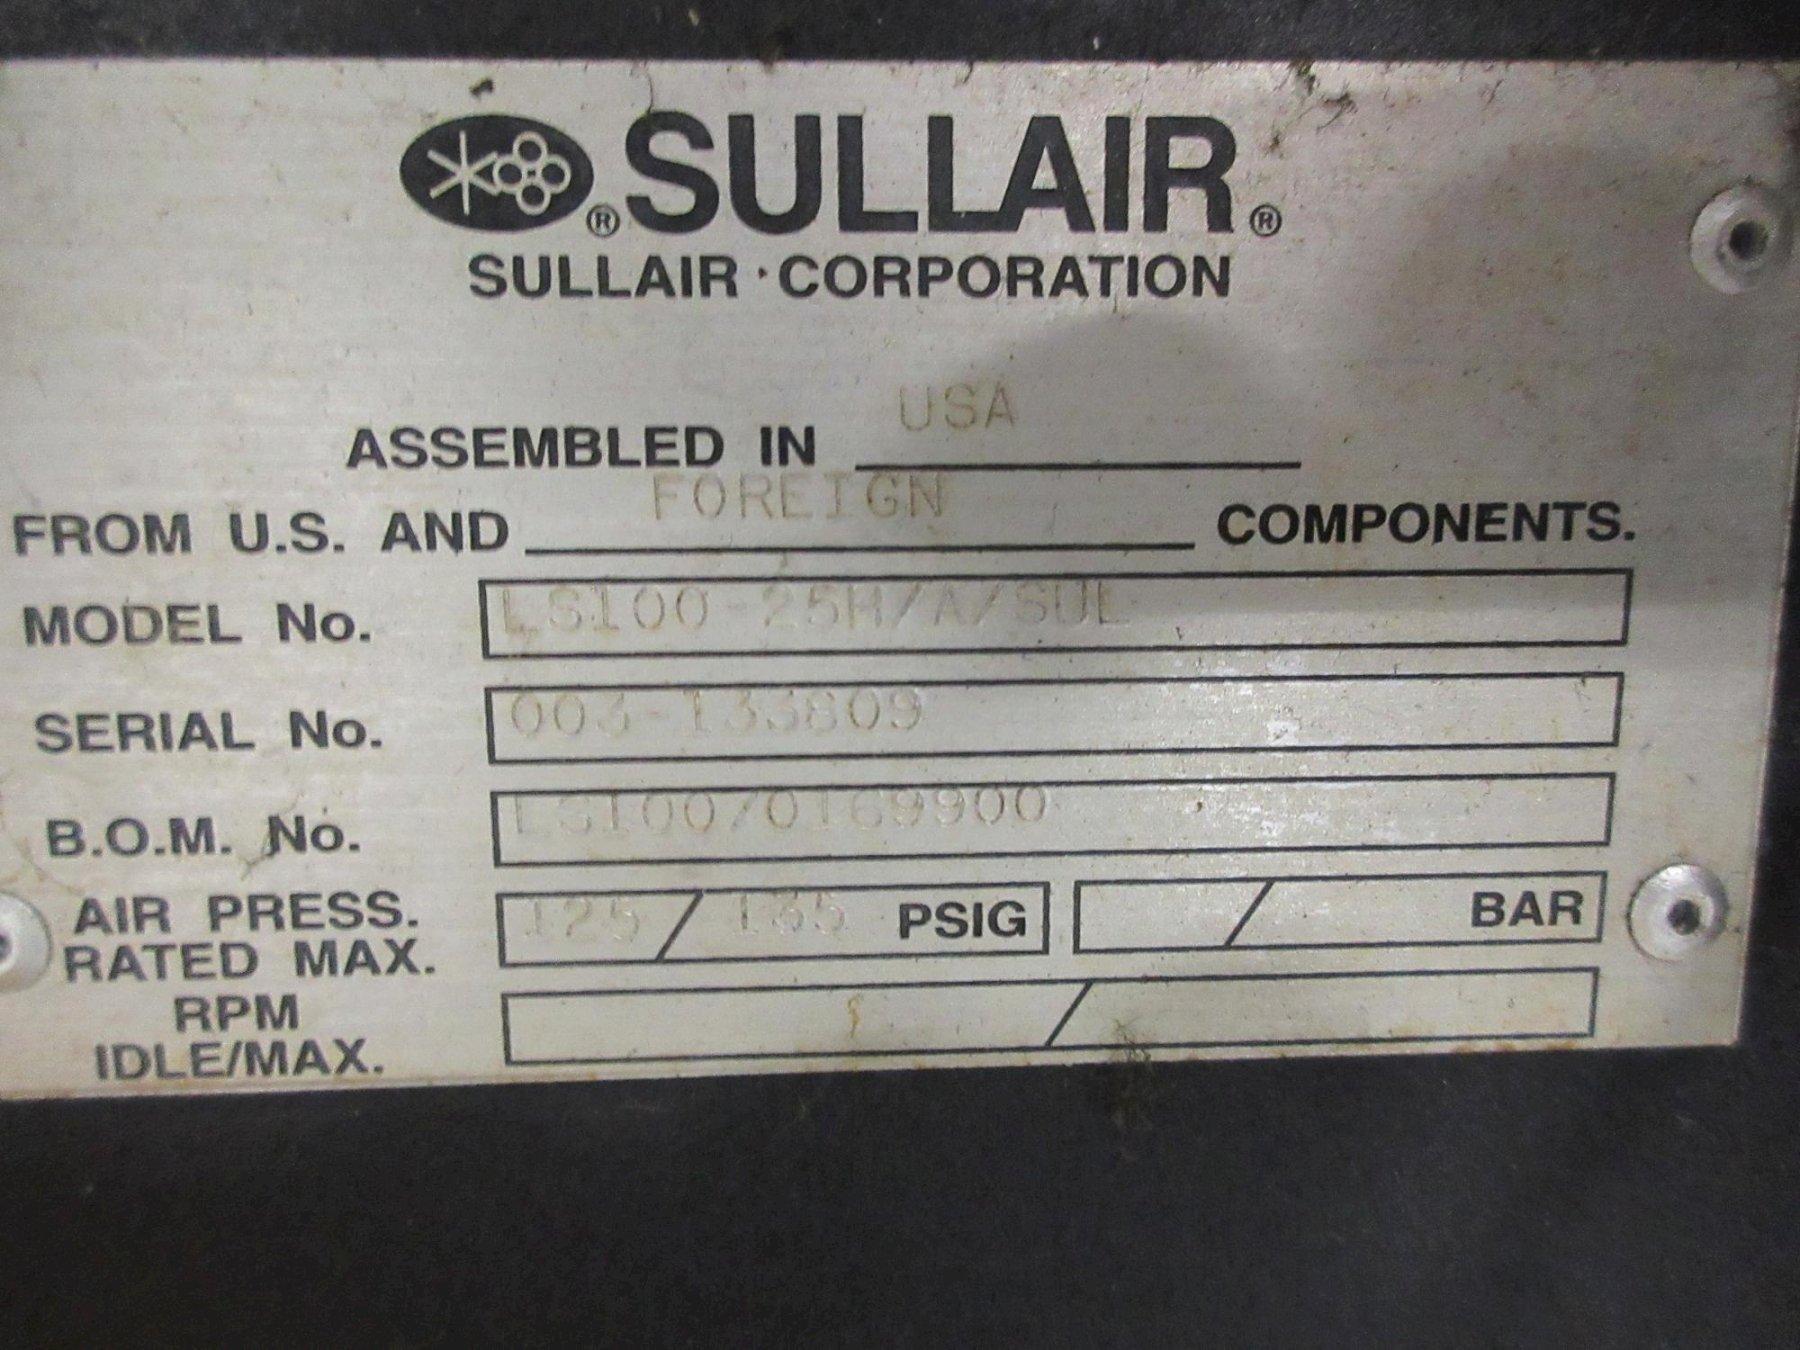 ® SULLAIR ®
SULLAIR · CORPORATION
ASSEMBLED IN USA
FROM U.S. AND FOREIGN COMPONENTS.
MODEL No. LS100-25H/A/SUL
SERIAL No. 003-133809
B.O.M. No. LS100/0169900
AIR PRESS. RATED MAX. 125 / 135 PSIG / BAR
RPM IDLE/MAX. /